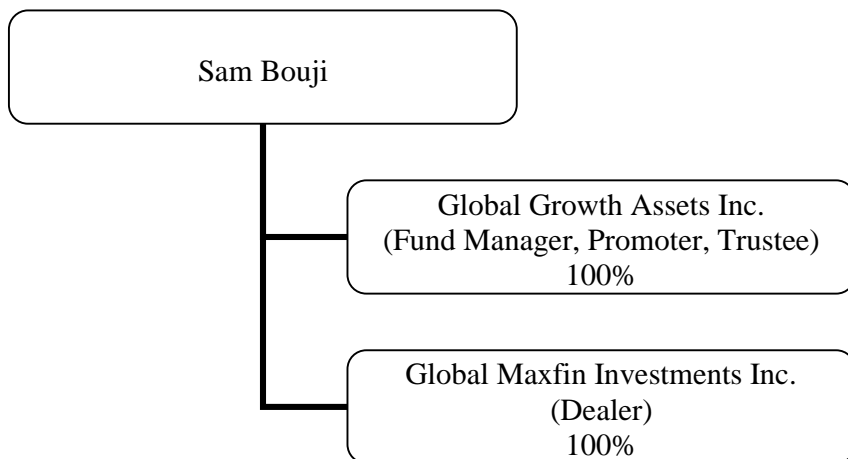 Sam Bouji
Global Growth Assets Inc.
(Fund Manager, Promoter, Trustee)
100%
Global Maxfin Investments Inc.
(Dealer)
100%